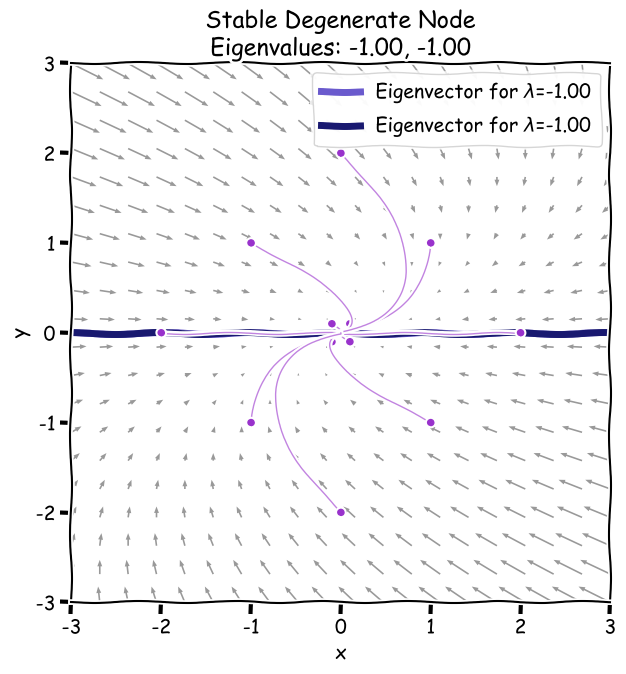 Stable Degenerate Node
Eigenvalues: -1.00, -1.00
Eigenvector for λ=-1.00
Eigenvector for λ=-1.00
3
2
1
0
-1
-2
-3
y
-3 -2 -1 0 1 2 3
x